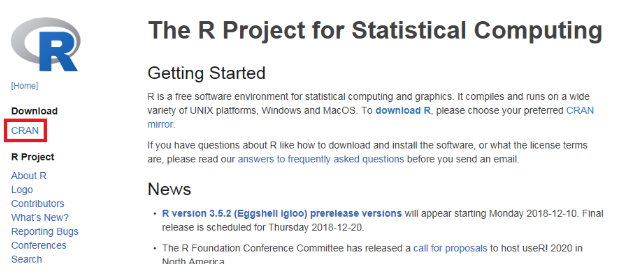 R
The R Project for Statistical Computing
[Home]
Download
CRAN
R Project
About R
Logo
Contributors
What's New?
Reporting Bugs
Conferences
Search
Getting Started
R is a free software environment for statistical computing and graphics. It compiles and runs on a wide
variety of UNIX platforms, Windows and MacOS. To download R, please choose your preferred CRAN
mirror.
If you have questions about R like how to download and install the software, or what the license terms
are, please read our answers to frequently asked questions before you send an email.
News
• R version 3.5.2 (Eggshell Igloo) prerelease versions will appear starting Monday 2018-12-10. Final
release is scheduled for Thursday 2018-12-20.
• The R Foundation Conference Committee has released a call for proposals to host useR! 2020 in
North America.